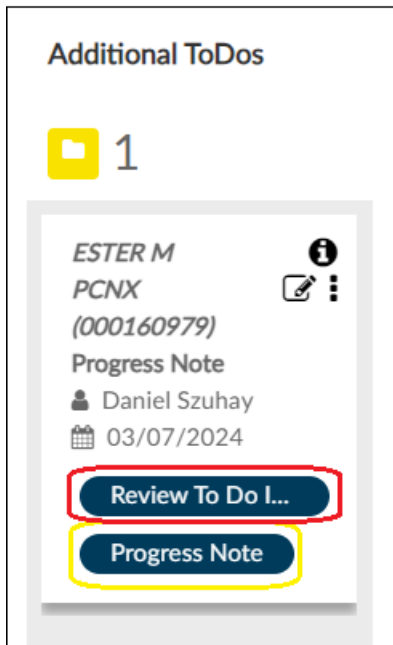 Additional ToDos
1
ESTER M
PCNX
(000160979)
Progress Note
Daniel Szuhay
03/07/2024
Review To Do I...
Progress Note